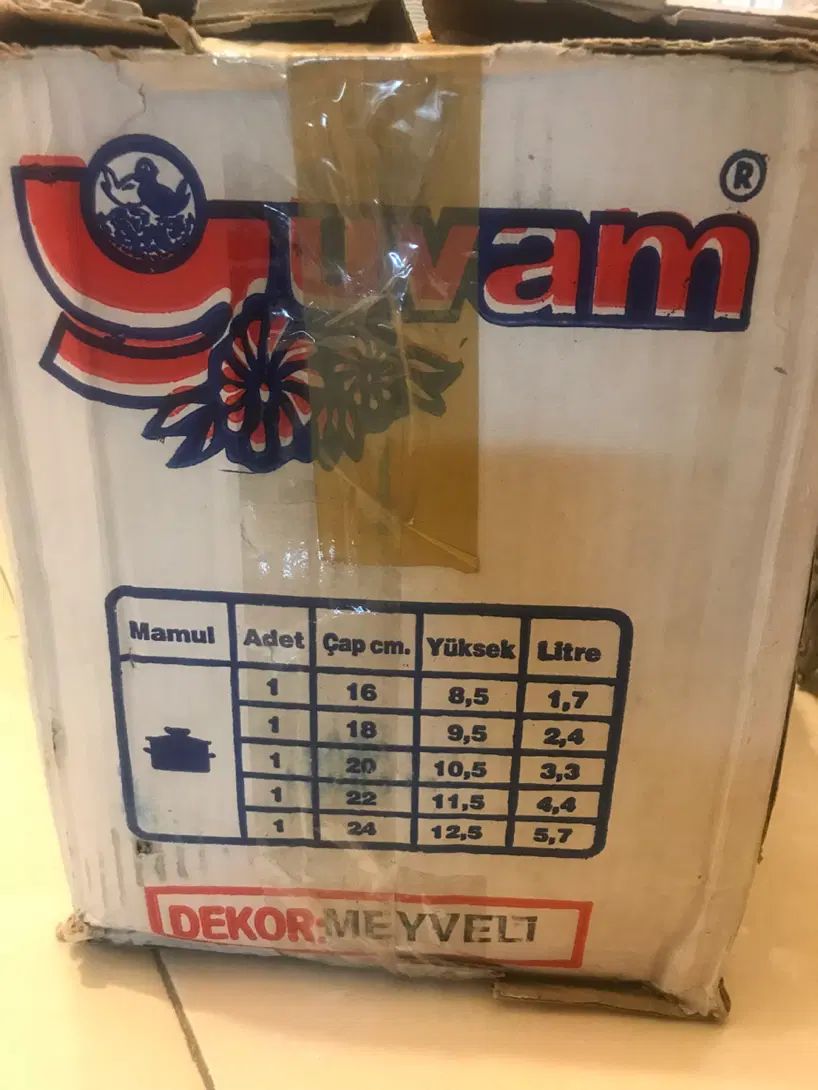 yuvam ®
Mamul Adet Çap cm. Yüksek Litre
1 16 8,5 1,7
1 18 9,5 2,4
1 20 10,5 3,3
1 22 11,5 4,4
1 24 12,5 5,7
DEKOR:MEYVELİ